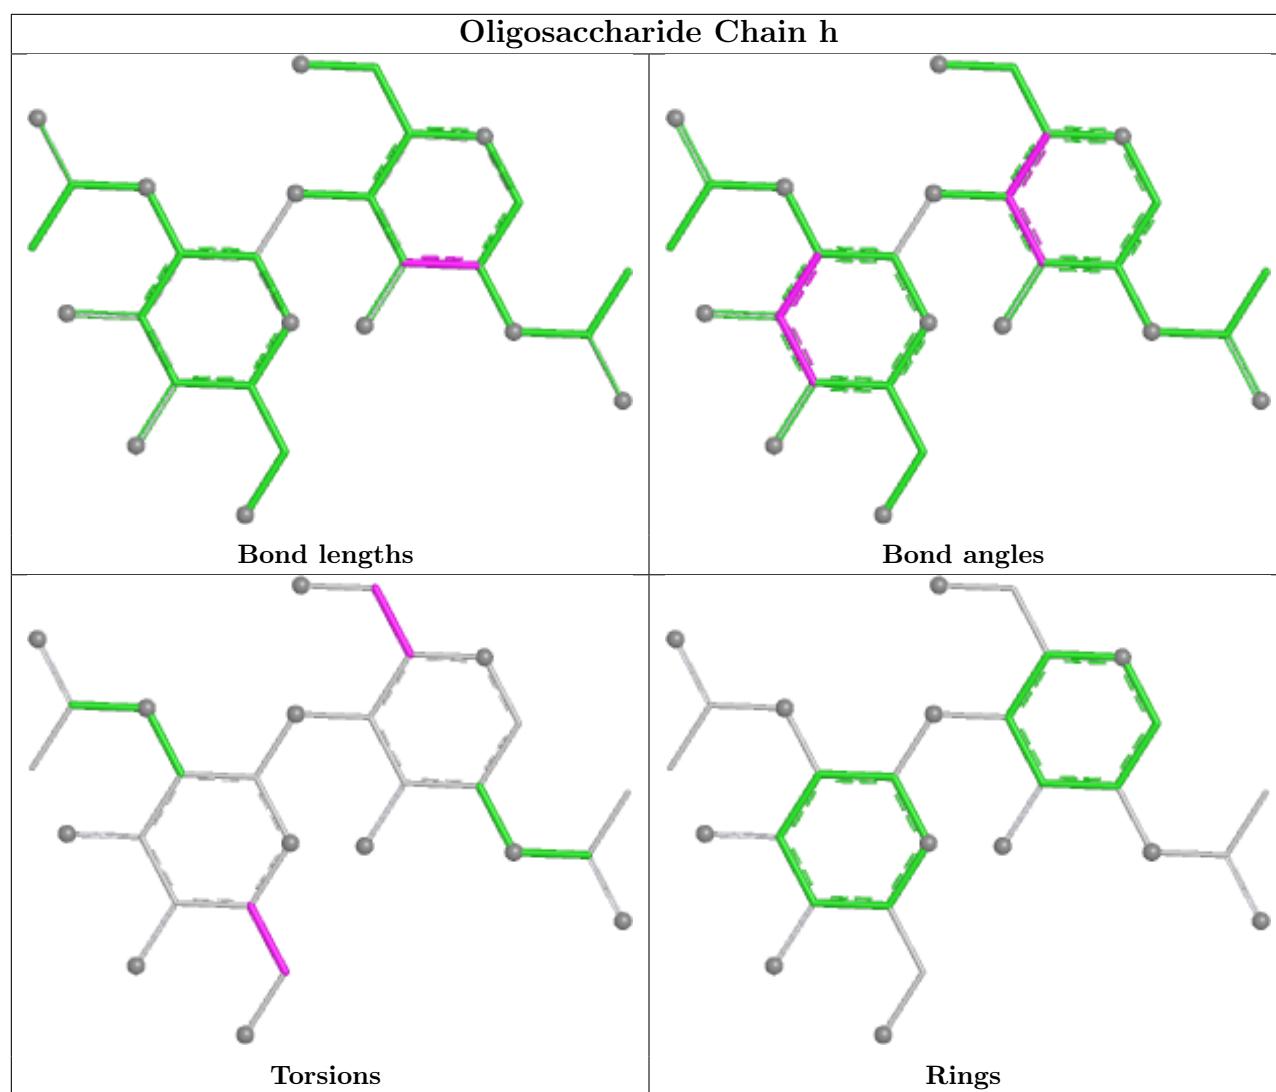 Oligosaccharide Chain h
Bond lengths
Bond angles
Torsions
Rings